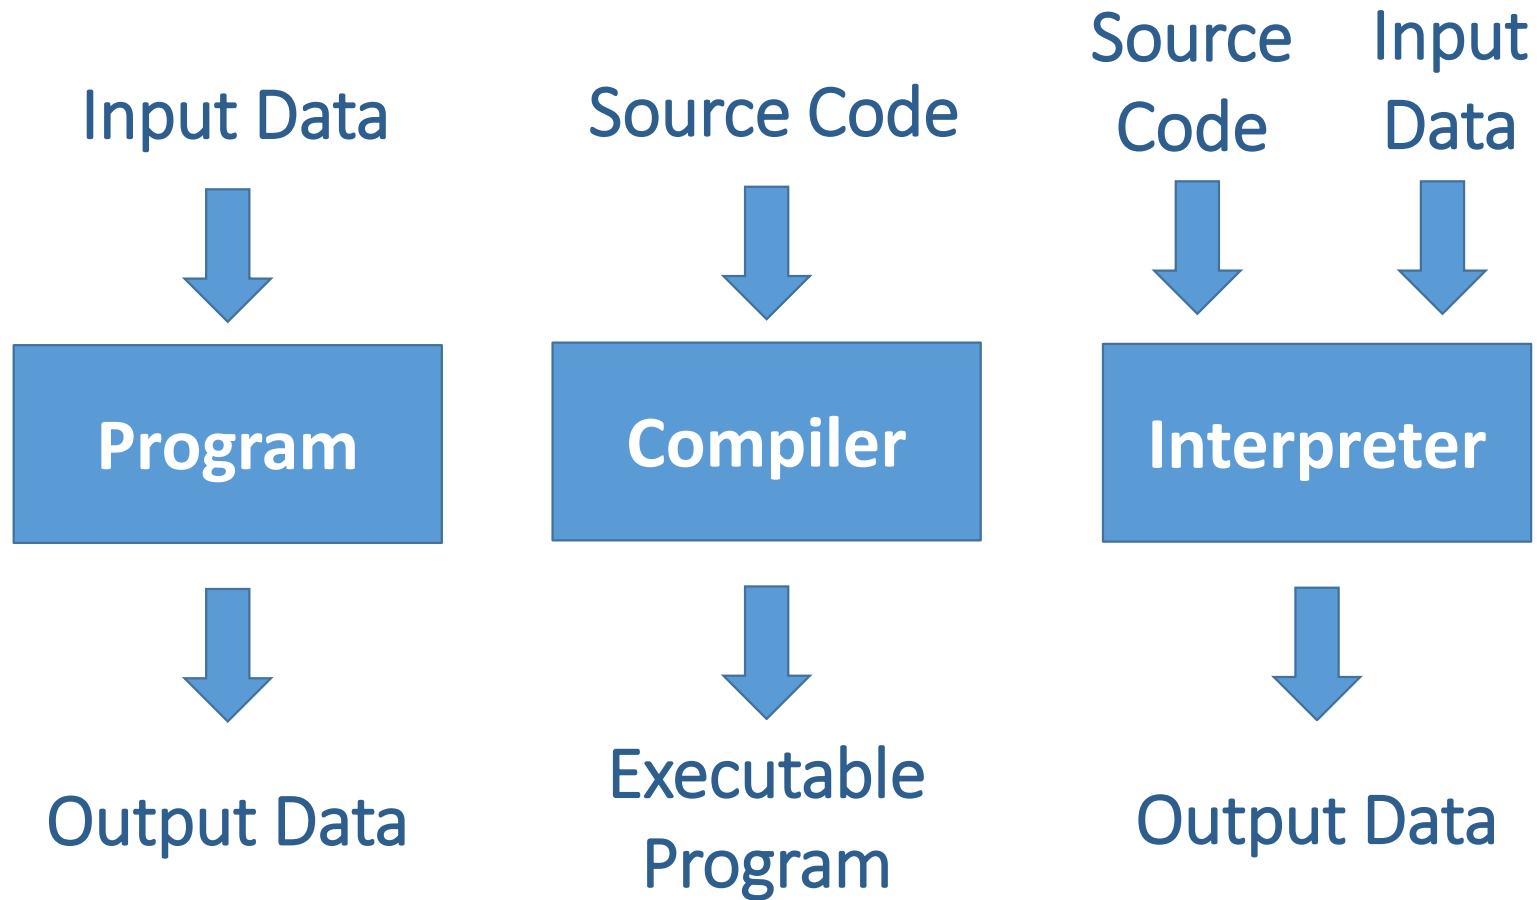 Input Data
Program
Output Data
Source Code
Compiler
Executable
Program
Source
Code
Input
Data
Interpreter
Output Data